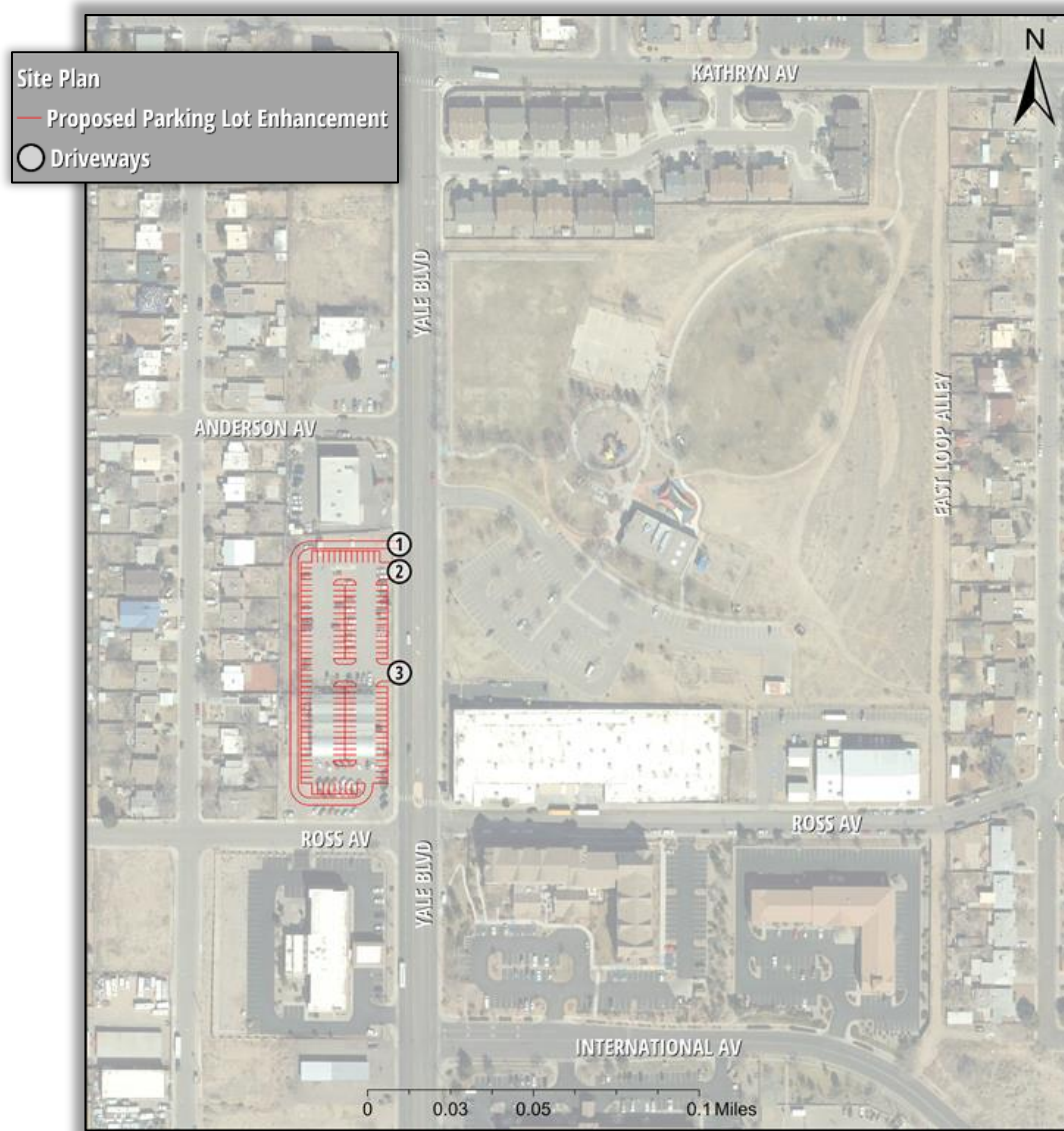 N
KATHRYN AV
Site Plan
Proposed Parking Lot Enhancement
Driveways
YALE BLVD
EAST LOOP ALLEY
ANDERSON AV
1
2
3
ROSS AV
ROSS AV
YALE BLVD
INTERNATIONAL AV
0 0.03 0.05 0.1 Miles